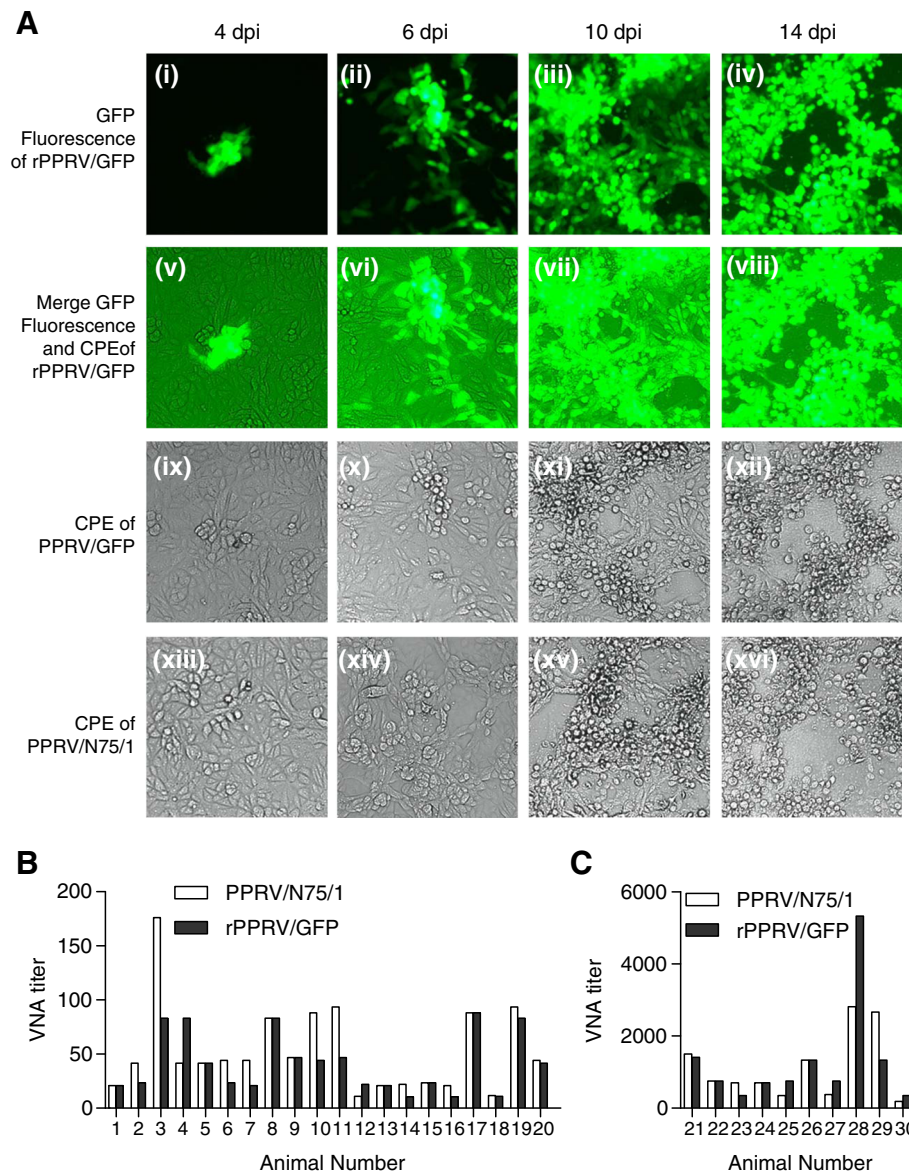 A
4 dpi 6 dpi 10 dpi 14 dpi
(i) (ii) (iii) (iv)
GFP
Fluorescence
of rPPRV/GFP
(v) (vi) (vii) (viii)
Merge GFP
Fluorescence
and CPEof
rPPRV/GFP
(ix) (x) (xi) (xii)
CPE of
PPRV/GFP
(xiii) (xiv) (xv) (xvi)
CPE of
PPRV/N75/1
B
200
150
100
50
0
VNA titer
PPRV/N75/1
rPPRV/GFP
1 2 3 4 5 6 7 8 9 10 11 12 13 14 15 16 17 18 19 20
Animal Number
C
6000
4000
2000
0
VNA titer
PPRV/N75/1
rPPRV/GFP
21 22 23 24 25 26 27 28 29 30
Animal Number